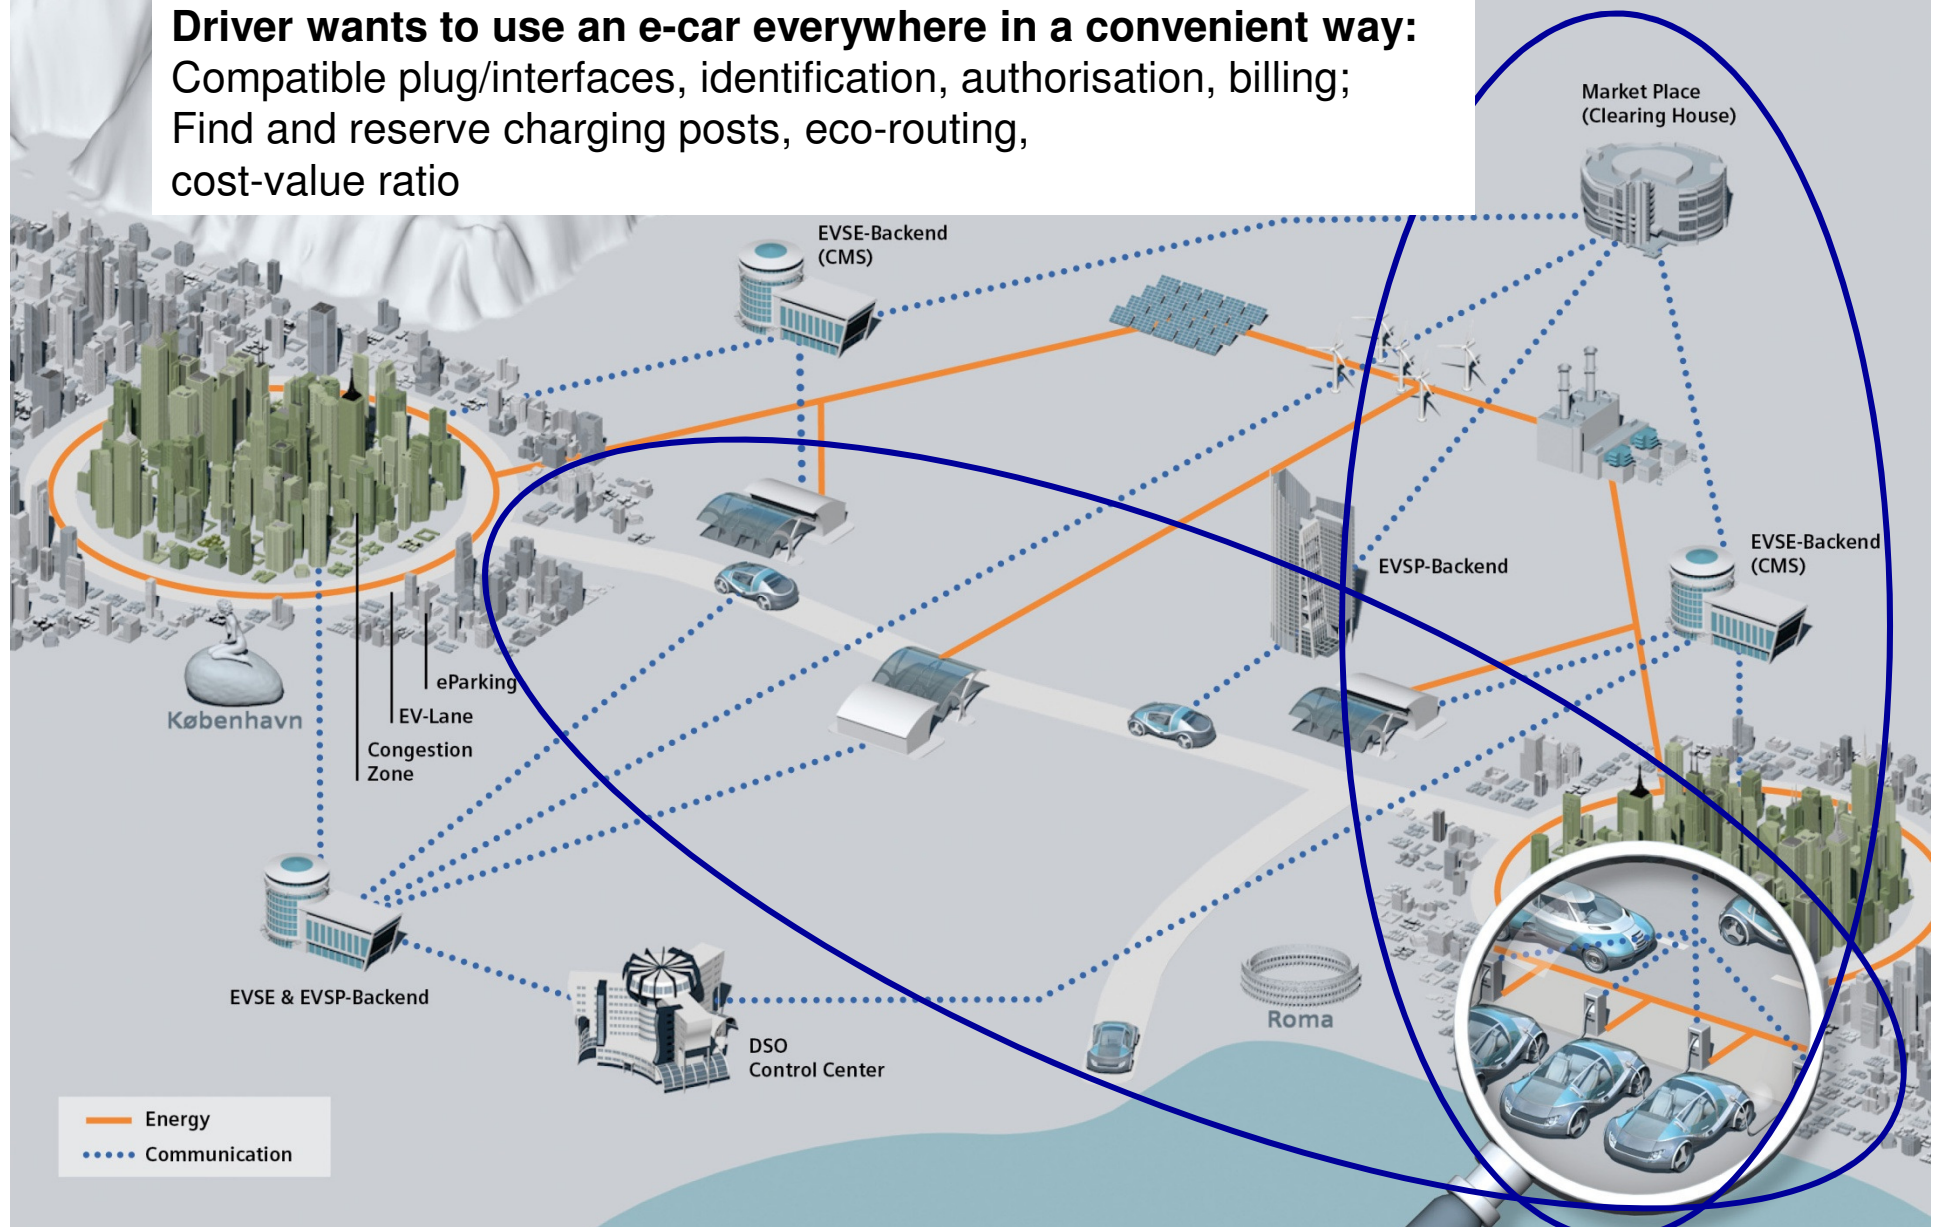 Driver wants to use an e-car everywhere in a convenient way:
Compatible plug/interfaces, identification, authorisation, billing;
Find and reserve charging posts, eco-routing,
cost-value ratio
Market Place
(Clearing House)
EVSE-Backend
(CMS)
EVSE-Backend
(CMS)
EVSP-Backend
eParking
EV-Lane
Congestion
Zone
København
EVSE & EVSP-Backend
DSO
Control Center
Roma
Energy
Communication